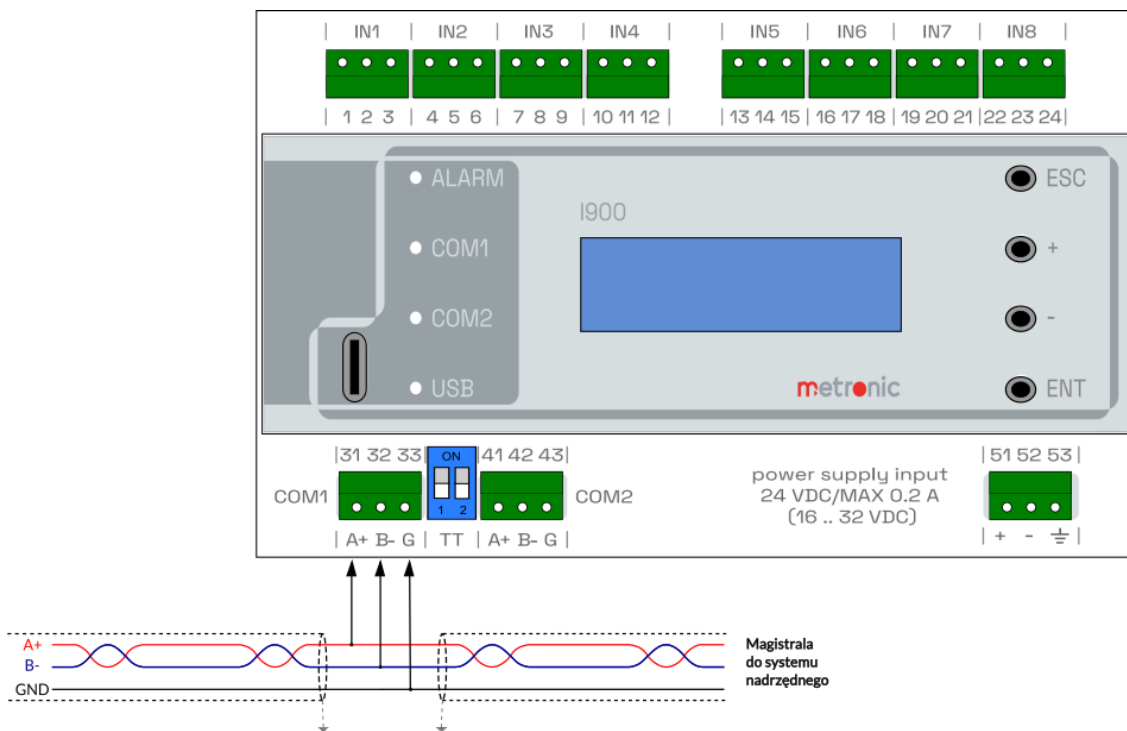 IN1 IN2 IN3 IN4 IN5 IN6 IN7 IN8
1 2 3 4 5 6 7 8 9 10 11 12 13 14 15 16 17 18 19 20 21 22 23 24
ALARM
ESC
I900
COM1
+
COM2
-
USB
metronic
ENT
31 32 33
ON
41 42 43
51 52 53
COM1
1 2
COM2
power supply input
24 VDC/MAX 0.2 A
(16 .. 32 VDC)
A+ B- G TT A+ B- G
+ -
A+
B-
GND
Magistrala
do systemu
nadrzędnego